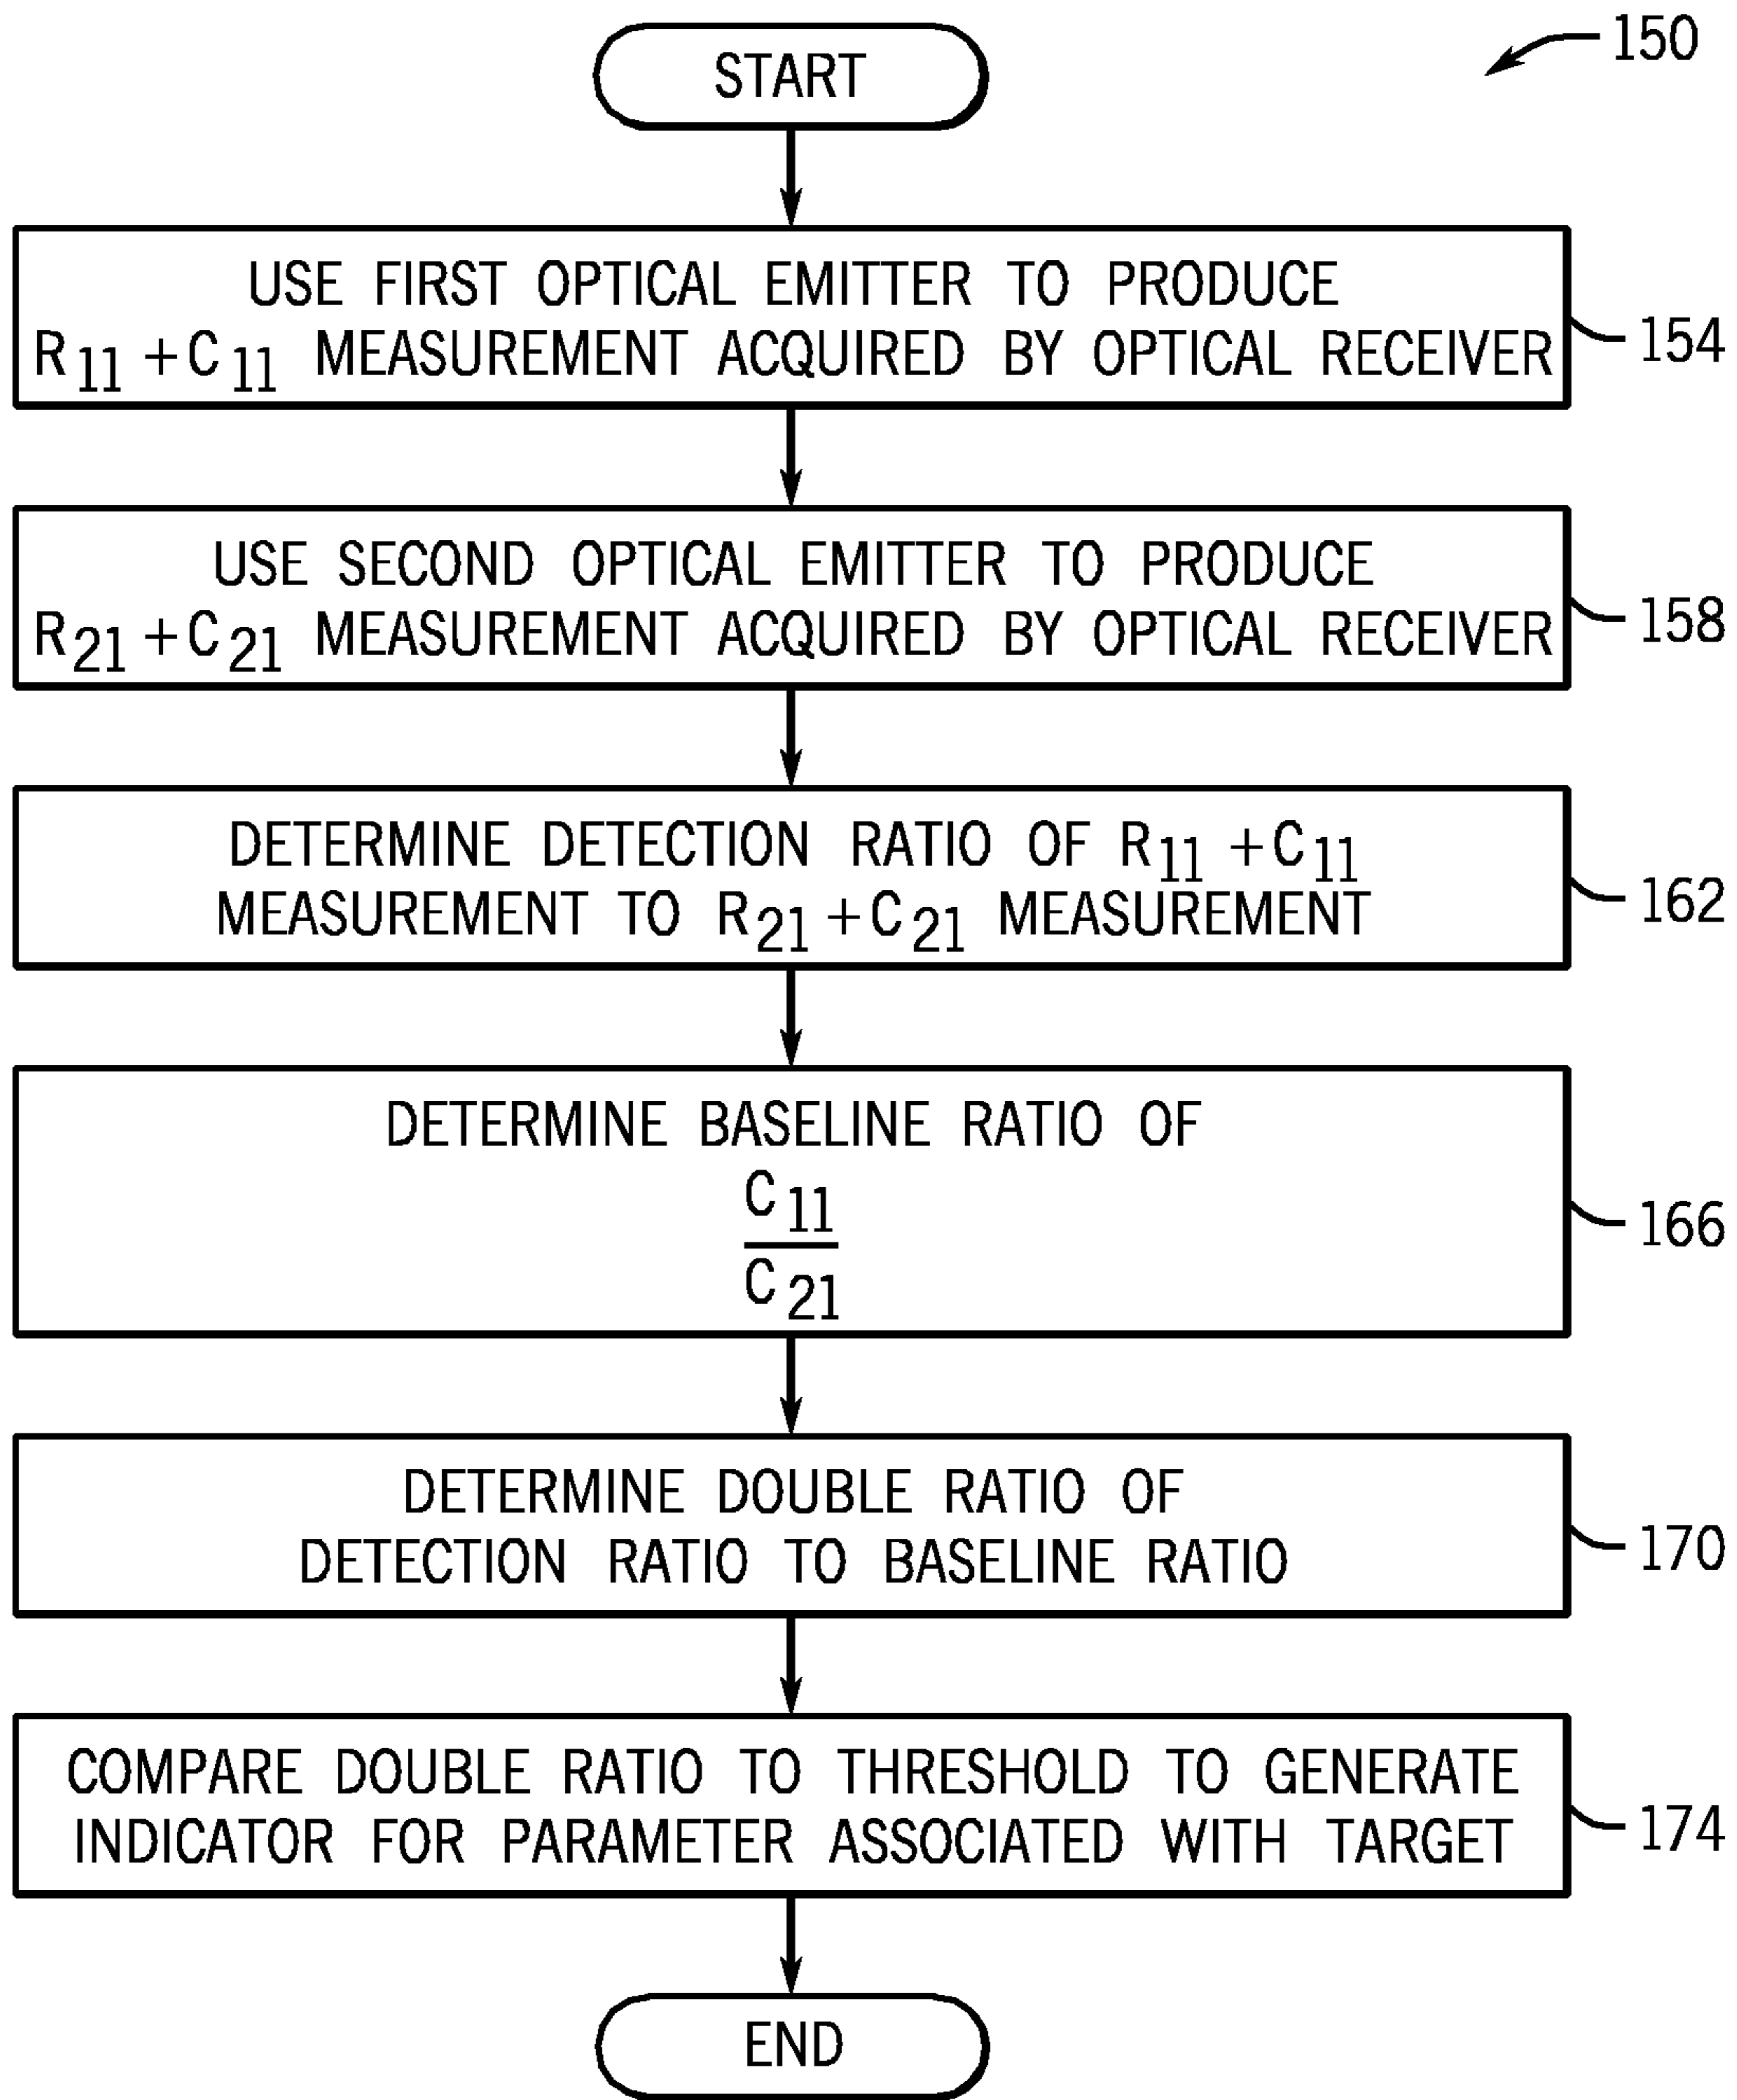 150
START
USE FIRST OPTICAL EMITTER TO PRODUCE
R11 +C11 MEASUREMENT ACQUIRED BY OPTICAL RECEIVER
154
USE SECOND OPTICAL EMITTER TO PRODUCE
R21 +C21 MEASUREMENT ACQUIRED BY OPTICAL RECEIVER
158
DETERMINE DETECTION RATIO OF R11 +C11
MEASUREMENT TO R21 +C21 MEASUREMENT
162
DETERMINE BASELINE RATIO OF
C11
C21
166
DETERMINE DOUBLE RATIO OF
DETECTION RATIO TO BASELINE RATIO
170
COMPARE DOUBLE RATIO TO THRESHOLD TO GENERATE
INDICATOR FOR PARAMETER ASSOCIATED WITH TARGET
174
END